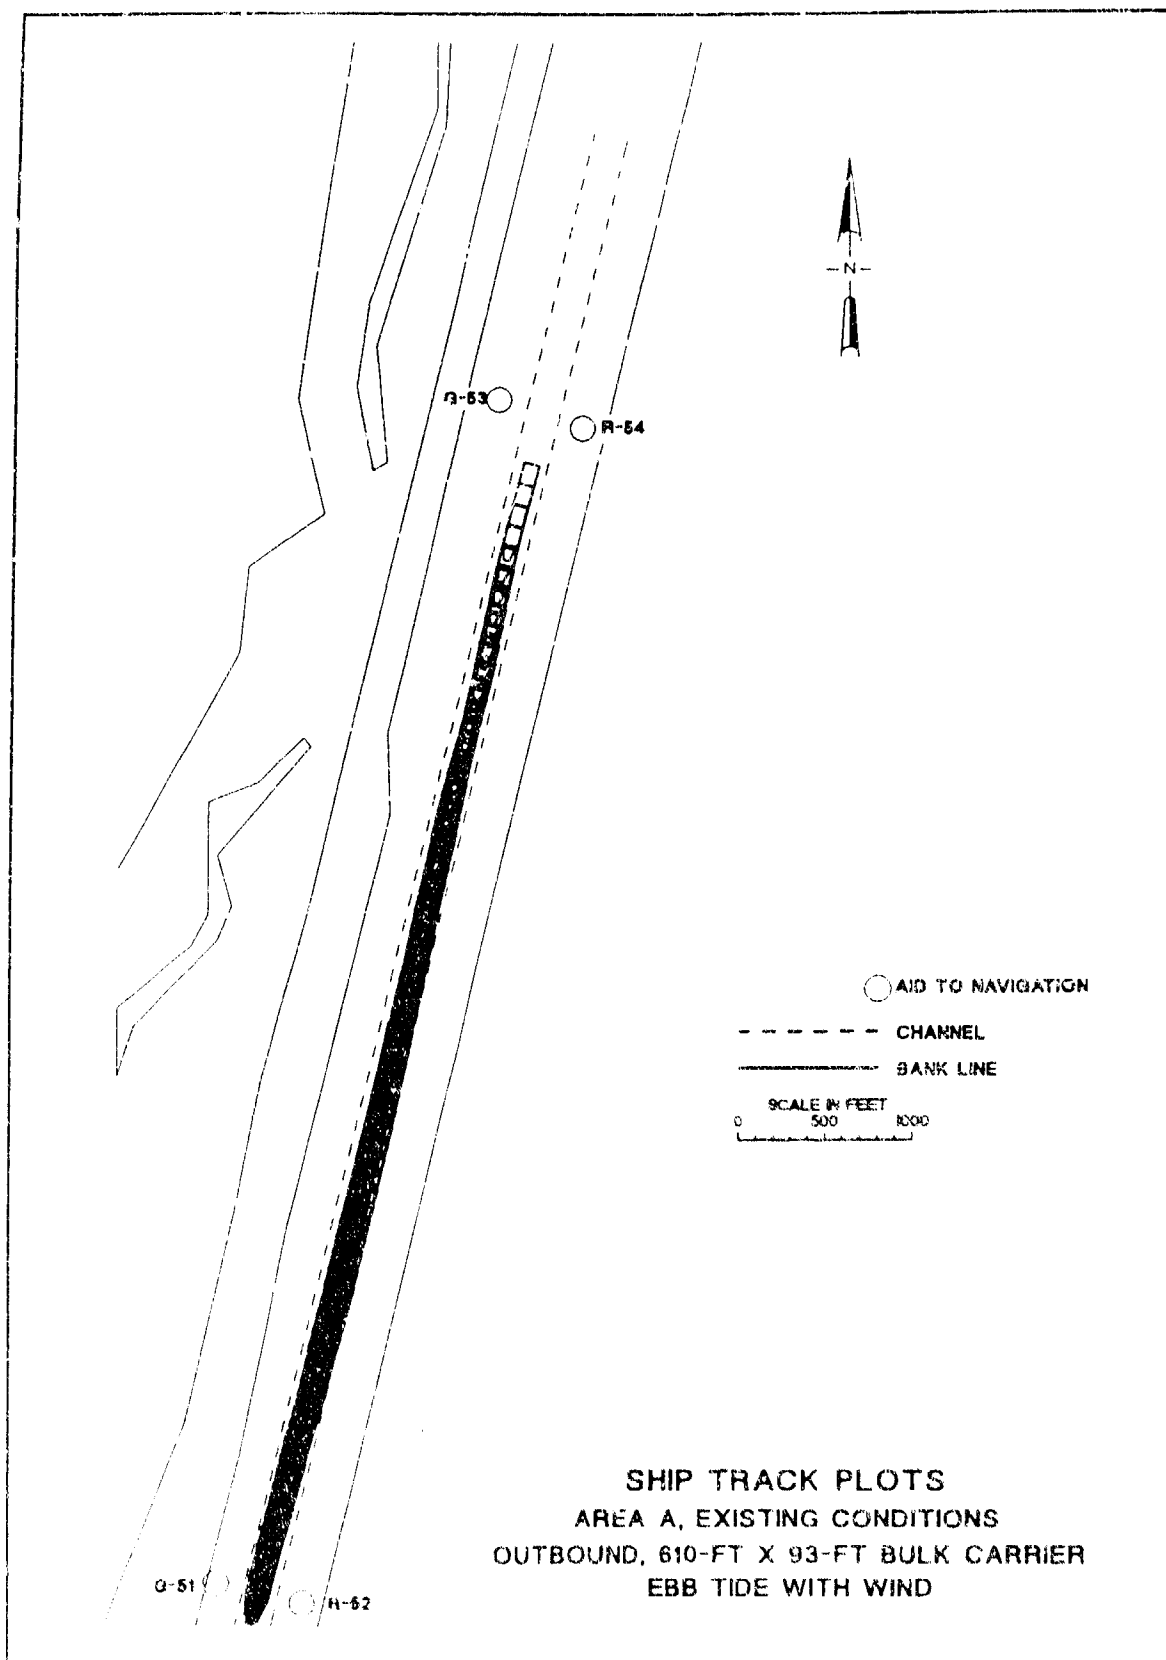 -N-
G-53
R-54
AID TO NAVIGATION
CHANNEL
BANK LINE
SCALE IN FEET
0 500 1000
SHIP TRACK PLOTS
AREA A, EXISTING CONDITIONS
OUTBOUND, 610-FT X 93-FT BULK CARRIER
EBB TIDE WITH WIND
G-51
R-52